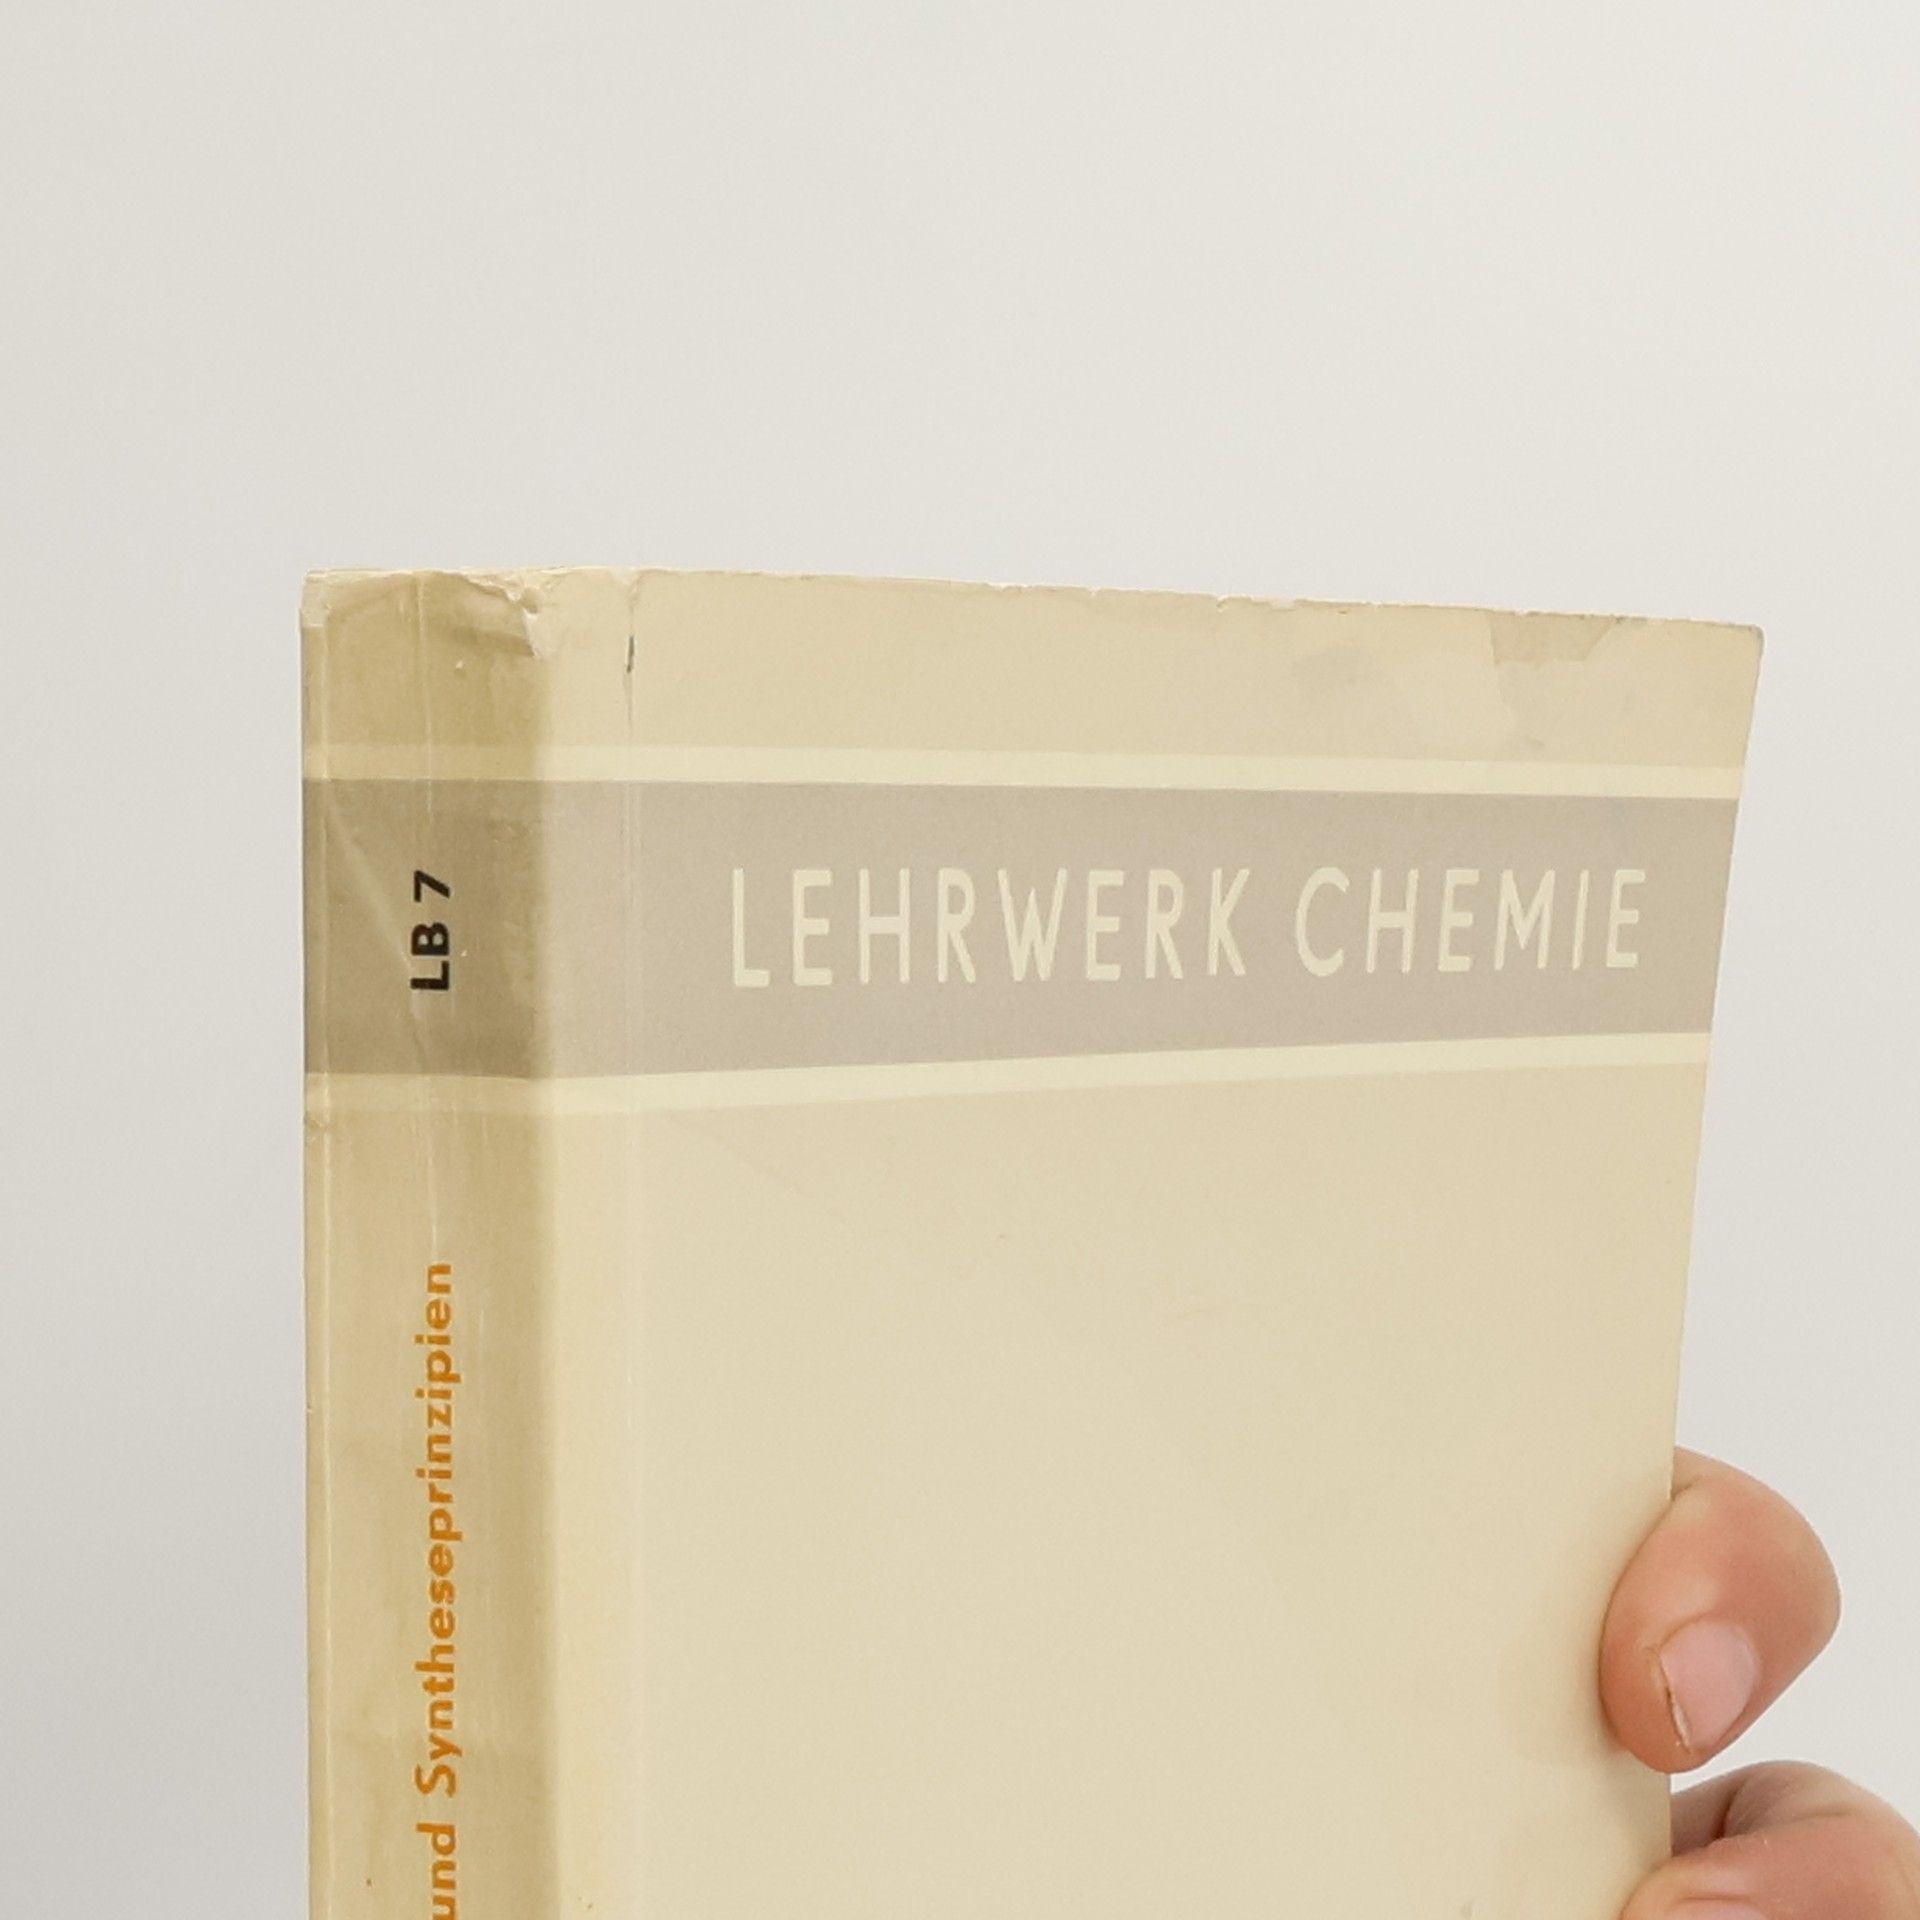 LB 7
und Syntheseprinzipien
LEHRWERK CHEMIE